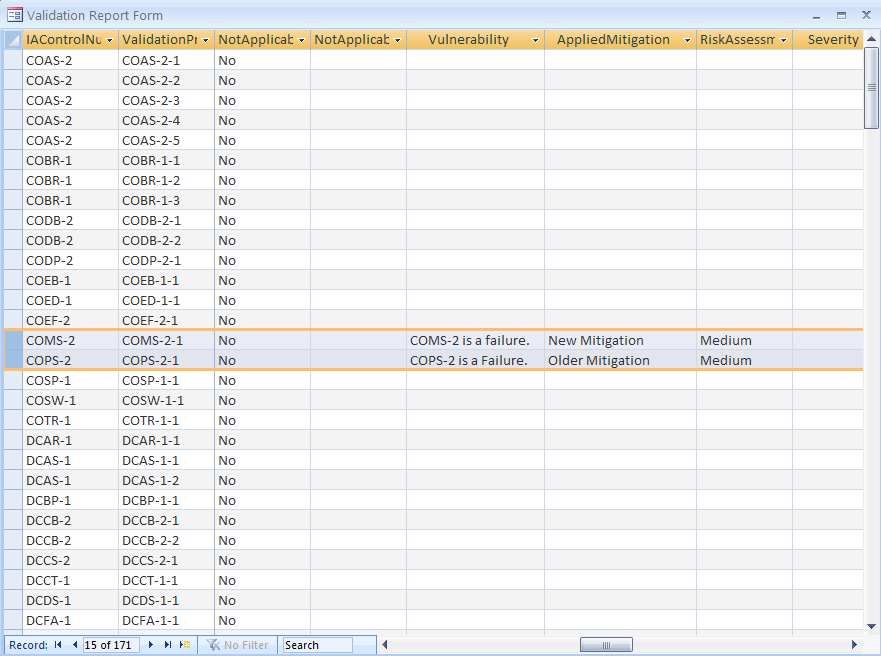 Validation Report Form
IAControlNu ValidationPr NotApplicab NotApplicab Vulnerability AppliedMitigation RiskAssessm Severity
COAS-2 COAS-2-1 No
COAS-2 COAS-2-2 No
COAS-2 COAS-2-3 No
COAS-2 COAS-2-4 No
COAS-2 COAS-2-5 No
COBR-1 COBR-1-1 No
COBR-1 COBR-1-2 No
COBR-1 COBR-1-3 No
CODB-2 CODB-2-1 No
CODB-2 CODB-2-2 No
CODP-2 CODP-2-1 No
COEB-1 COEB-1-1 No
COED-1 COED-1-1 No
COEF-2 COEF-2-1 No
COMS-2 COMS-2-1 No COMS-2 is a failure. New Mitigation Medium
COPS-2 COPS-2-1 No COPS-2 is a Failure. Older Mitigation Medium
COSP-1 COSP-1-1 No
COSW-1 COSW-1-1 No
COTR-1 COTR-1-1 No
DCAR-1 DCAR-1-1 No
DCAS-1 DCAS-1-1 No
DCAS-1 DCAS-1-2 No
DCBP-1 DCBP-1-1 No
DCCB-2 DCCB-2-1 No
DCCB-2 DCCB-2-2 No
DCCS-2 DCCS-2-1 No
DCCT-1 DCCT-1-1 No
DCDS-1 DCDS-1-1 No
DCFA-1 DCFA-1-1 No
Record: 15 of 171 No Filter Search